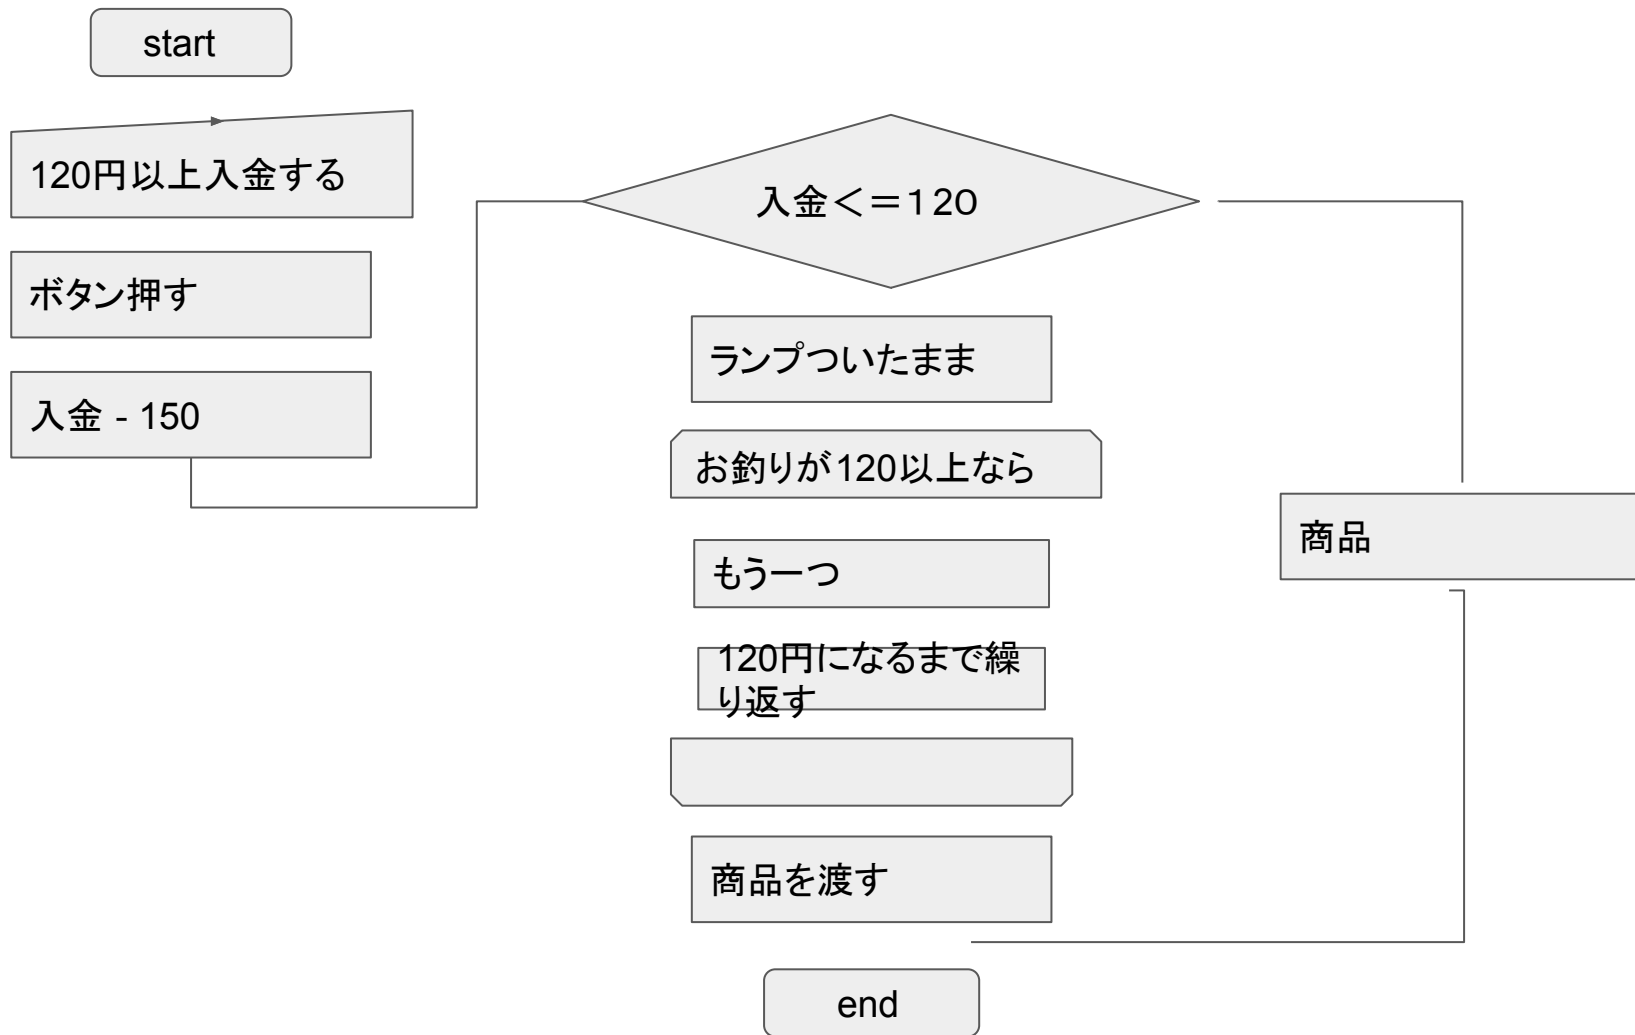 start
120円以上入金する
ボタン押す
入金 - 150
入金＜＝１２０
ランプついたまま
お釣りが120以上なら
もう一つ
120円になるまで繰
り返す
商品を渡す
end
商品